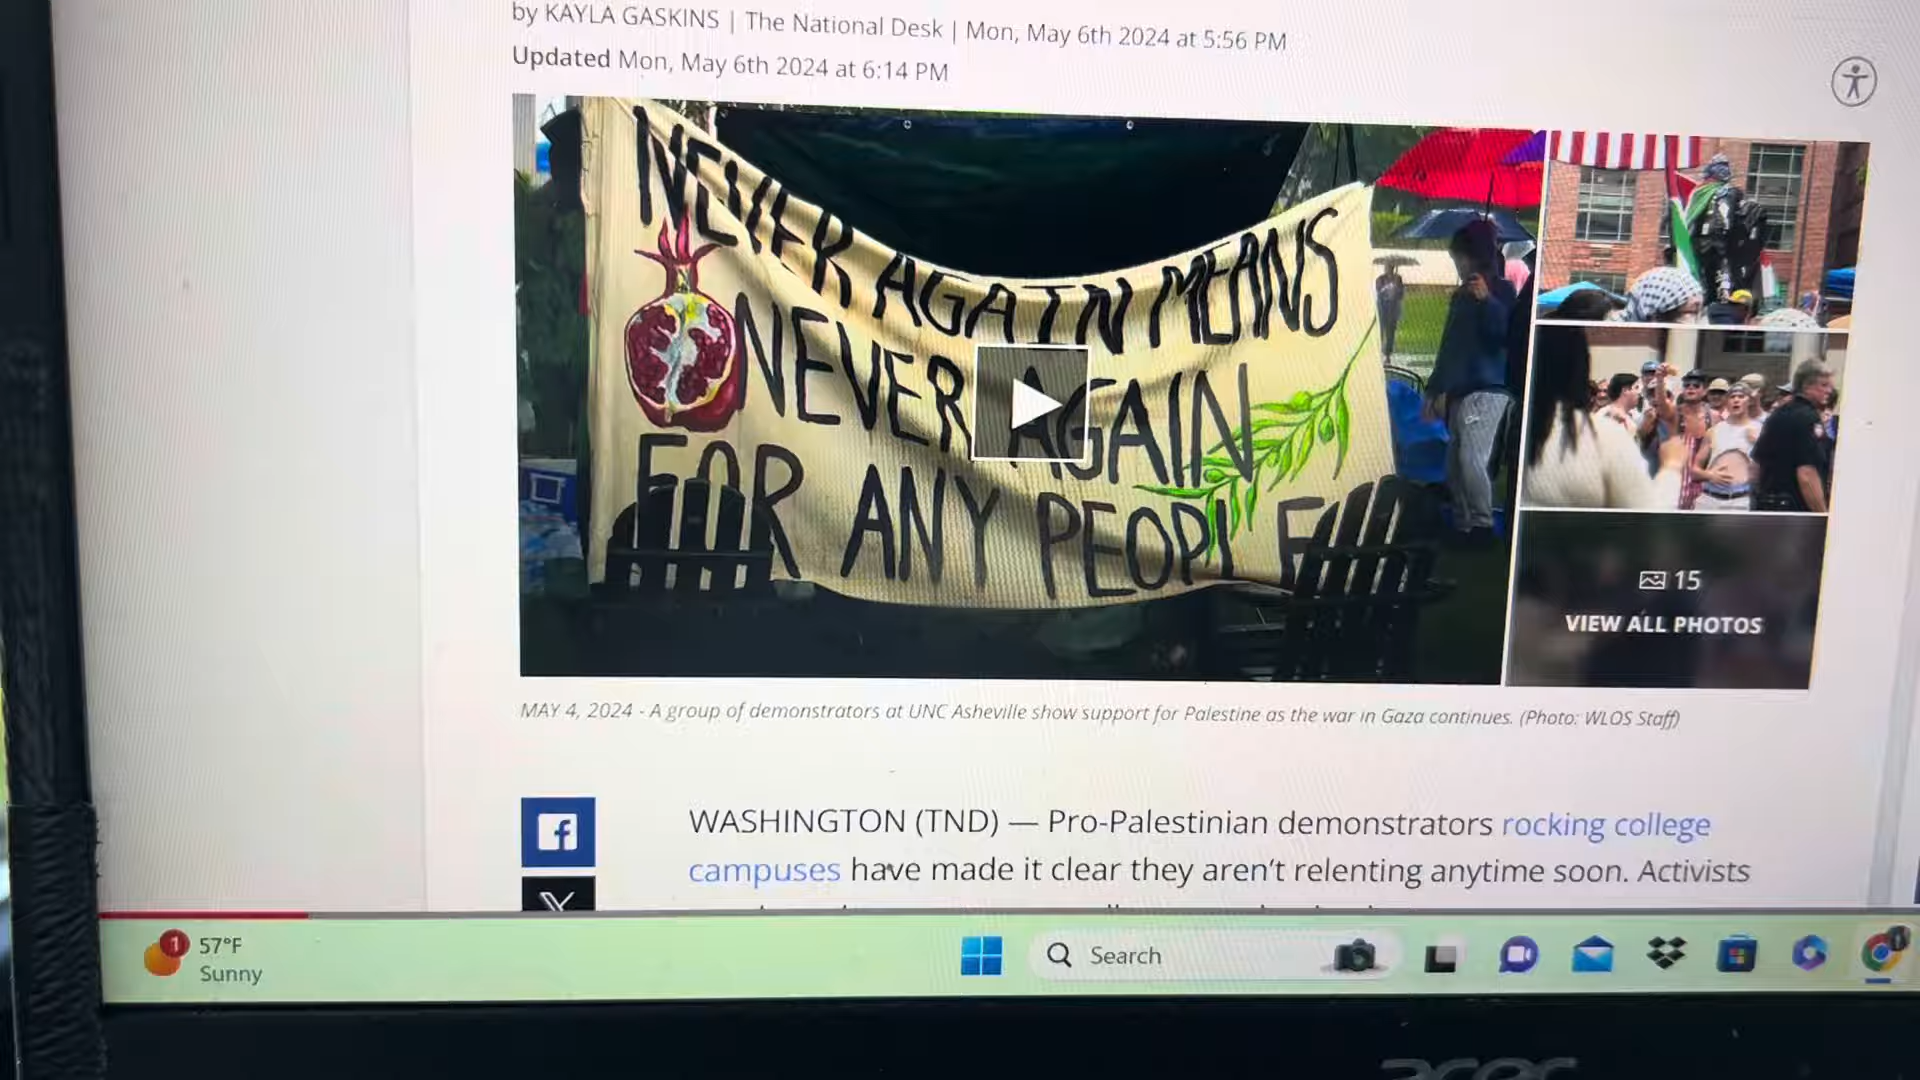 by KAYLA GASKINS | The National Desk | Mon, May 6th 2024 at 5:56 PM
Updated Mon, May 6th 2024 at 6:14 PM
NEVER AGAIN MEANS
NEVER AGAIN
FOR ANY PEOPLE
15
VIEW ALL PHOTOS
MAY 4, 2024 - A group of demonstrators at UNC Asheville show support for Palestine as the war in Gaza continues. (Photo: WLOS Staff)
WASHINGTON (TND) — Pro-Palestinian demonstrators rocking college
campuses have made it clear they aren't relenting anytime soon. Activists
1
57°F
Sunny
Search
acer